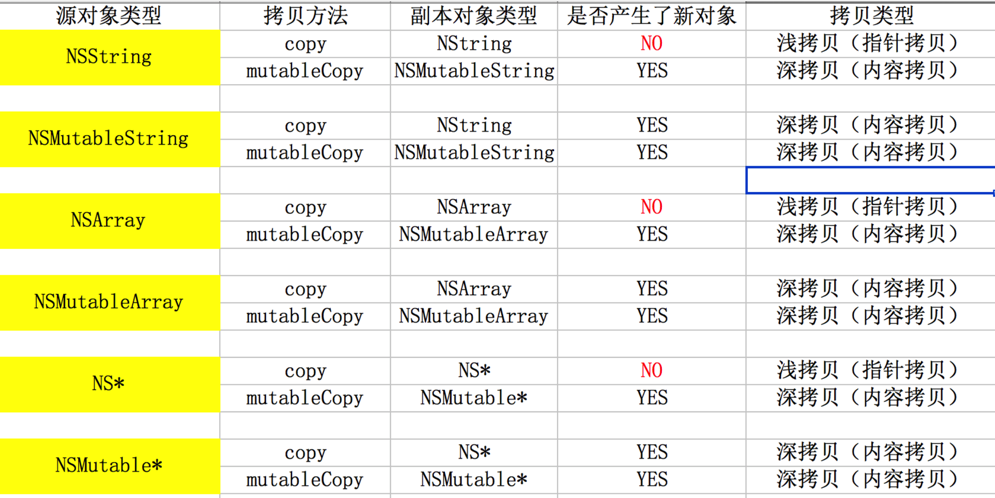 源对象类型 拷贝方法 副本对象类型 是否产生了新对象 拷贝类型
NSString copy NString NO 浅拷贝（指针拷贝）
mutableCopy NSMutableString YES 深拷贝（内容拷贝）
NSMutableString copy NString YES 深拷贝（内容拷贝）
mutableCopy NSMutableString YES 深拷贝（内容拷贝）
NSArray copy NSArray NO 浅拷贝（指针拷贝）
mutableCopy NSMutableArray YES 深拷贝（内容拷贝）
NSMutableArray copy NSArray YES 深拷贝（内容拷贝）
mutableCopy NSMutableArray YES 深拷贝（内容拷贝）
NS* copy NS* NO 浅拷贝（指针拷贝）
mutableCopy NSMutable* YES 深拷贝（内容拷贝）
NSMutable* copy NS* YES 深拷贝（内容拷贝）
mutableCopy NSMutable* YES 深拷贝（内容拷贝）